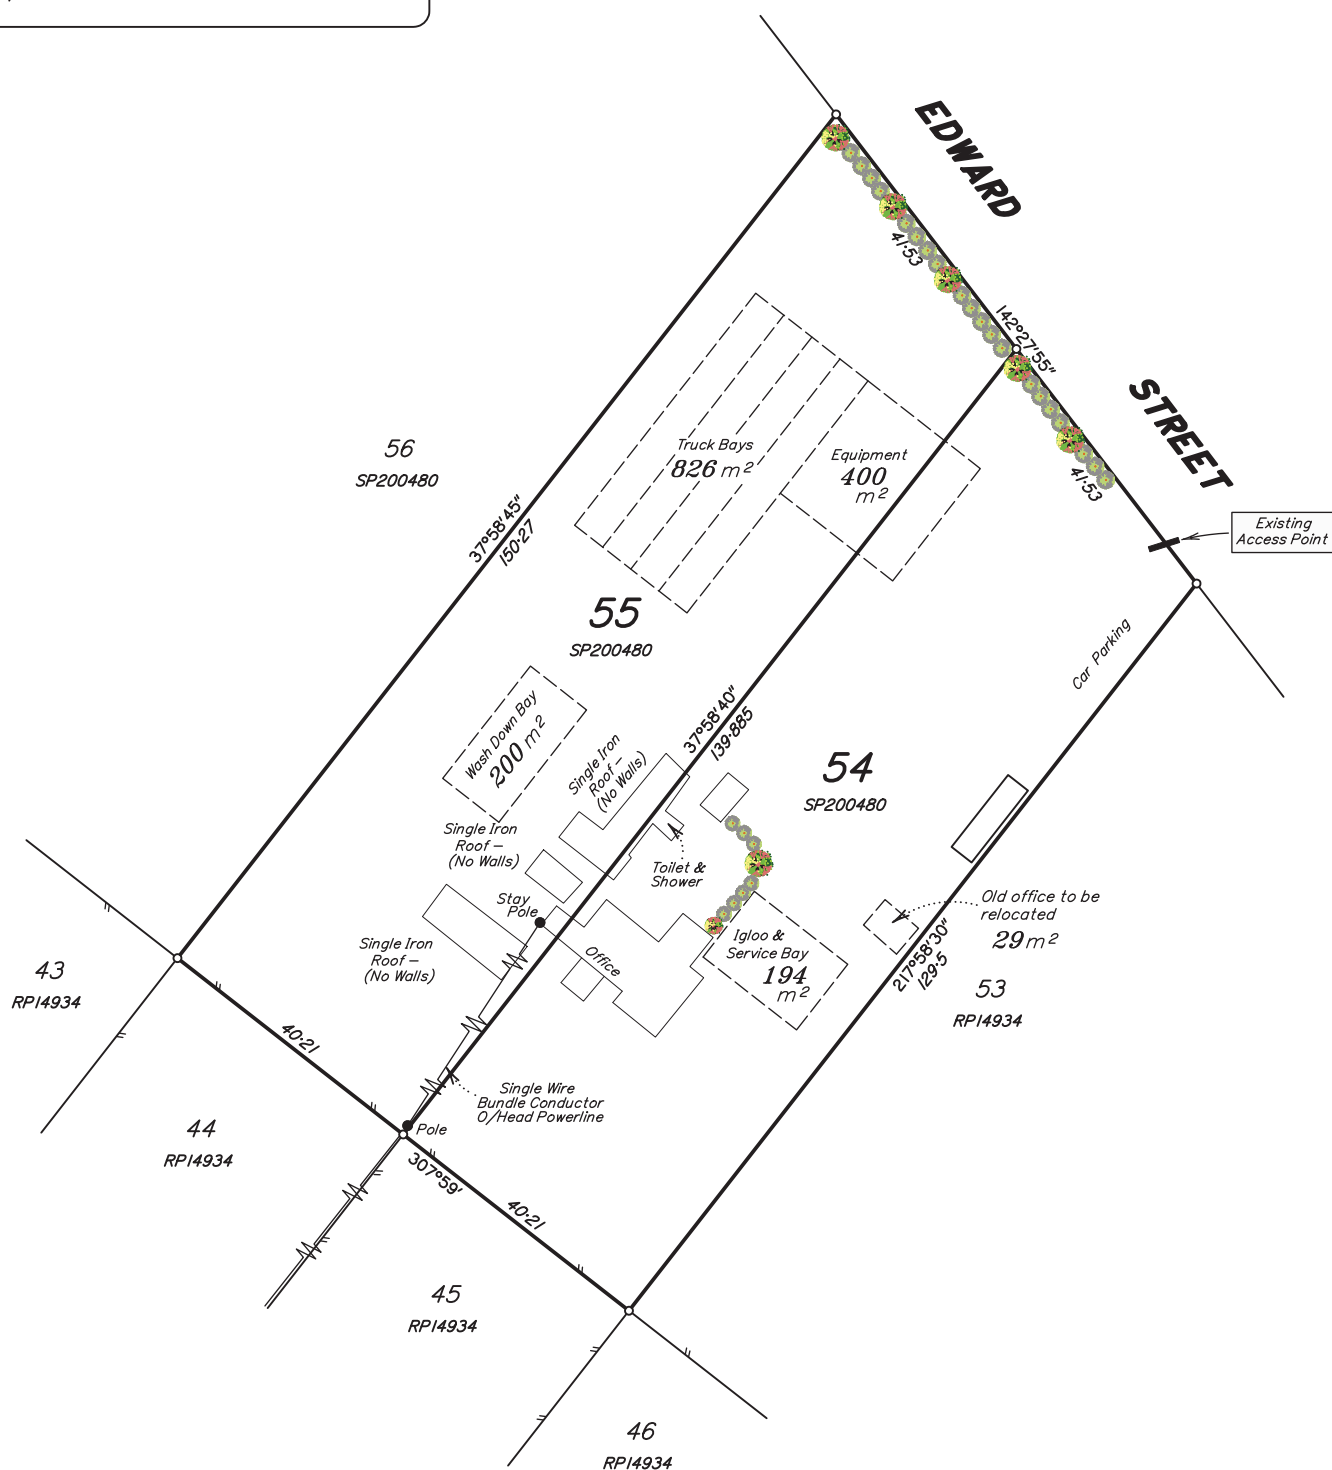 EDWARD
41·53
142°27'55"
STREET
41·53
Existing
Access Point
56
SP200480
Truck Bays
826 m²
Equipment
400
m²
37°58'45"
150·27
55
SP200480
Car Parking
Wash Down Bay
200 m²
37°58'40"
139·885
Single Iron
Roof –
(No Walls)
54
SP200480
Single Iron
Roof –
(No Walls)
Toilet &
Shower
Stay
Pole
Old office to be
relocated
29 m²
Single Iron
Roof –
(No Walls)
Office
Igloo &
Service Bay
194
m²
217°58'30"
129·5
43
RP14934
53
RP14934
40·21
Single Wire
Bundle Conductor
O/Head Powerline
44
RP14934
Pole
307°59'
40·21
45
RP14934
46
RP14934